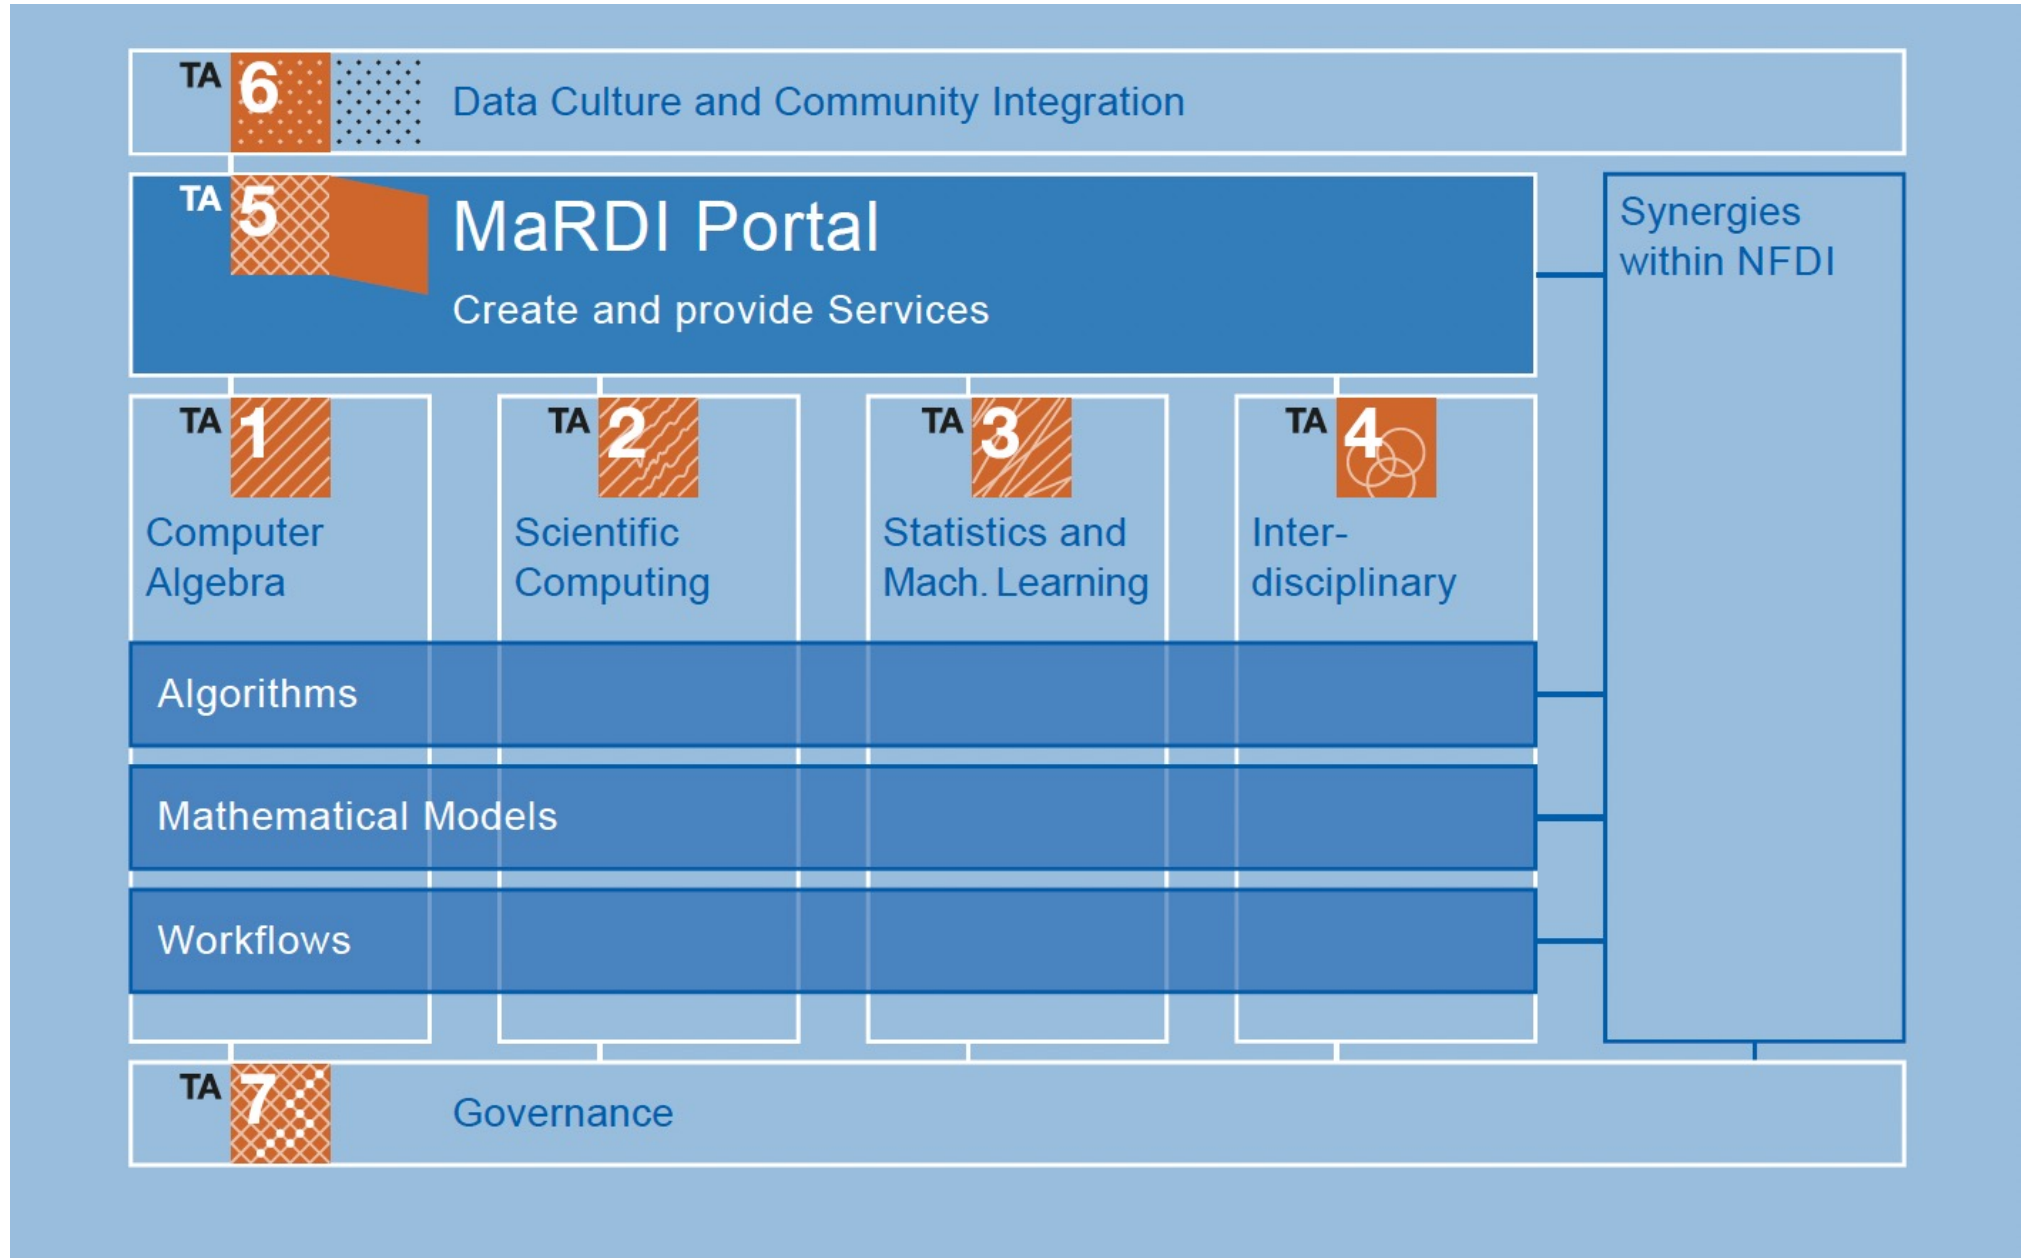 TA 6 Data Culture and Community Integration
TA 5 MaRDI Portal
Create and provide Services
Synergies
within NFDI
TA 1
Computer
Algebra
TA 2
Scientific
Computing
TA 3
Statistics and
Mach. Learning
TA 4
Inter-
disciplinary
Algorithms
Mathematical Models
Workflows
TA 7 Governance